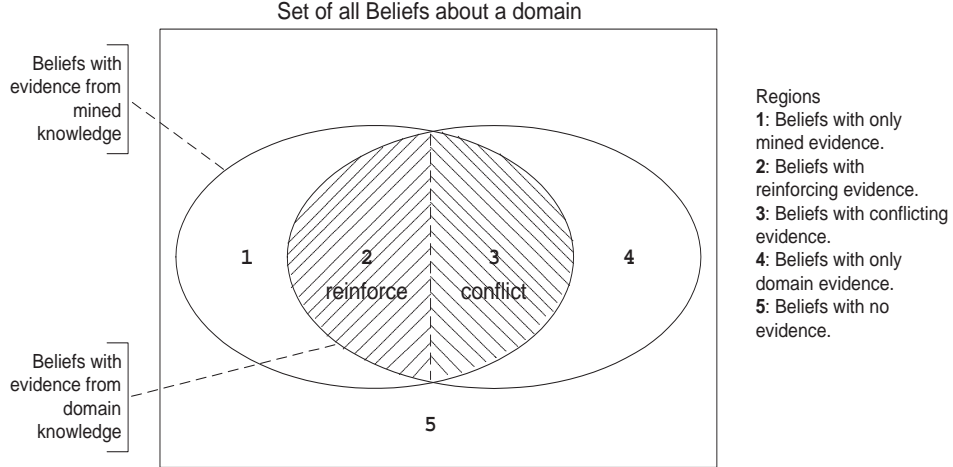 Set of all Beliefs about a domain
Beliefs with
evidence from
mined
knowledge
1
2
3
4
reinforce
conflict
Beliefs with
evidence from
domain
knowledge
5
Regions
1: Beliefs with only
mined evidence.
2: Beliefs with
reinforcing evidence.
3: Beliefs with conflicting
evidence.
4: Beliefs with only
domain evidence.
5: Beliefs with no
evidence.